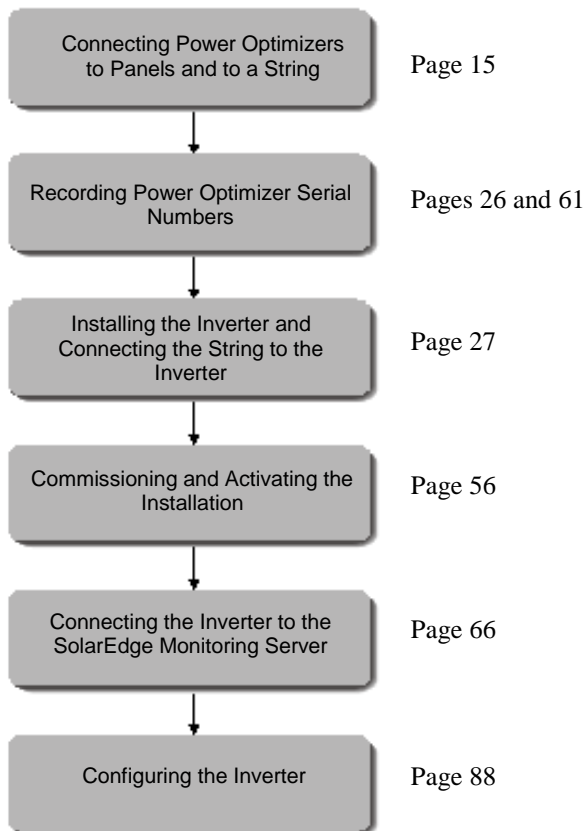 Connecting Power Optimizers
to Panels and to a String
Page 15
Recording Power Optimizer Serial
Numbers
Pages 26 and 61
Installing the Inverter and
Connecting the String to the
Inverter
Page 27
Commissioning and Activating the
Installation
Page 56
Connecting the Inverter to the
SolarEdge Monitoring Server
Page 66
Configuring the Inverter
Page 88